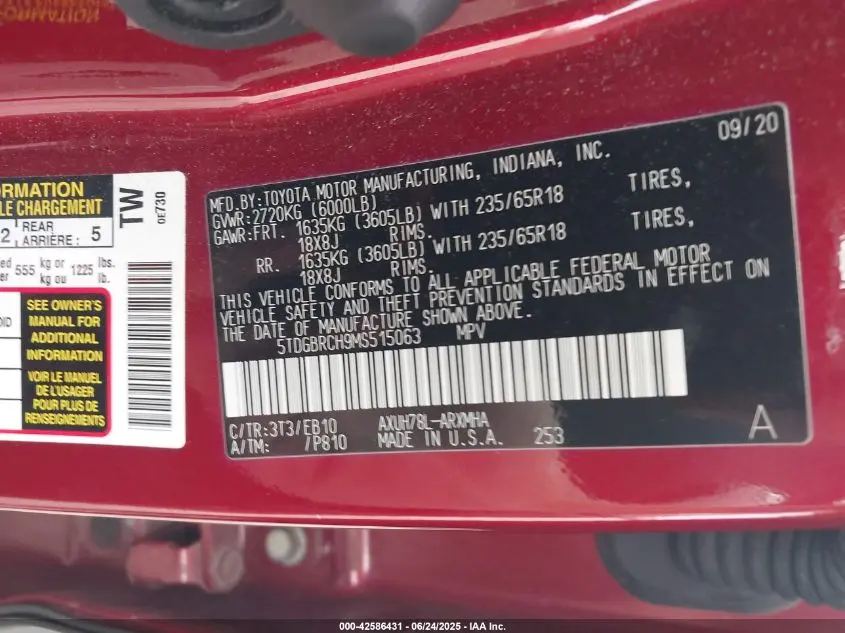 ORMATION
LE CHARGEMENT
2 REAR ARRIÈRE : 5
555 kg or kg ou 1225 lbs. lb.
TW
0E730
SEE OWNER'S
MANUAL FOR
ADDITIONAL
INFORMATION
VOIR LE MANUEL
DE L'USAGER
POUR PLUS DE
RENSEIGNEMENTS
09/20
MFD.BY:TOYOTA MOTOR MANUFACTURING, INDIANA, INC.
GVWR:2720KG (6000LB)
GAWR:FRT. 1635KG (3605LB) WITH 235/65R18 TIRES,
18X8J RIMS.
RR. 1635KG (3605LB) WITH 235/65R18 TIRES,
18X8J RIMS.
THIS VEHICLE CONFORMS TO ALL APPLICABLE FEDERAL MOTOR
VEHICLE SAFETY AND THEFT PREVENTION STANDARDS IN EFFECT ON
THE DATE OF MANUFACTURE SHOWN ABOVE.
5TDGBRCH9MS515063 MPV
C/TR:3T3/EB10 AXUH78L-ARXMHA
A/TM: /P810 MADE IN U.S.A. 253
A
000-42586431 - 06/24/2025 - IAA Inc.